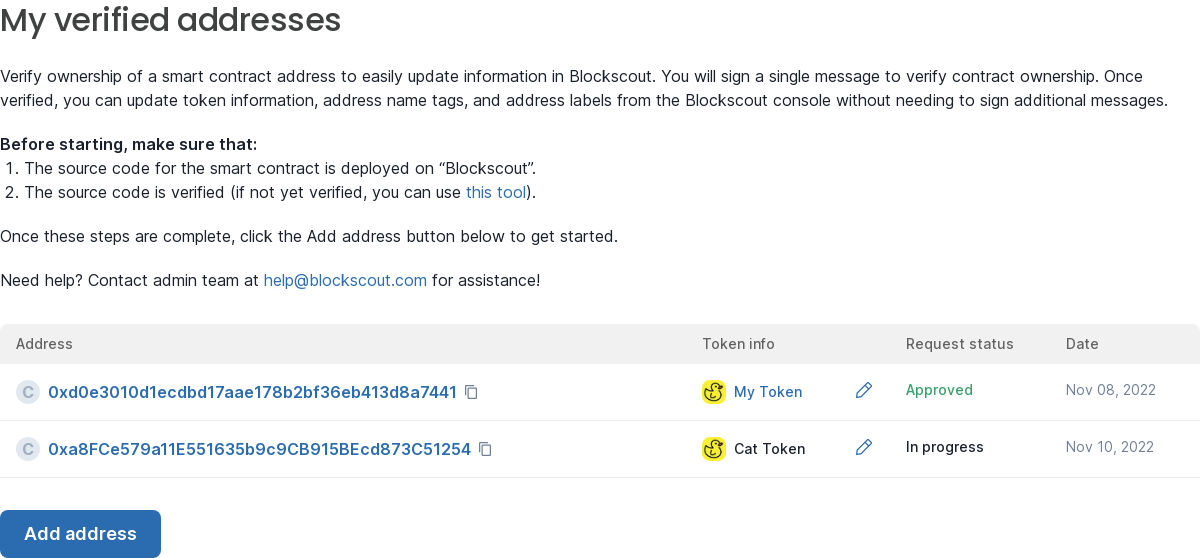 My verified addresses
Verify ownership of a smart contract address to easily update information in Blockscout. You will sign a single message to verify contract ownership. Once
verified, you can update token information, address name tags, and address labels from the Blockscout console without needing to sign additional messages.
Before starting, make sure that:
1. The source code for the smart contract is deployed on “Blockscout”.
2. The source code is verified (if not yet verified, you can use this tool).
Once these steps are complete, click the Add address button below to get started.
Need help? Contact admin team at help@blockscout.com for assistance!
Address Token info Request status Date
C 0xd0e3010d1ecdbd17aae178b2bf36eb413d8a7441 My Token Approved Nov 08, 2022
C 0xa8FCe579a11E551635b9c9CB915BEcd873C51254 Cat Token In progress Nov 10, 2022
Add address